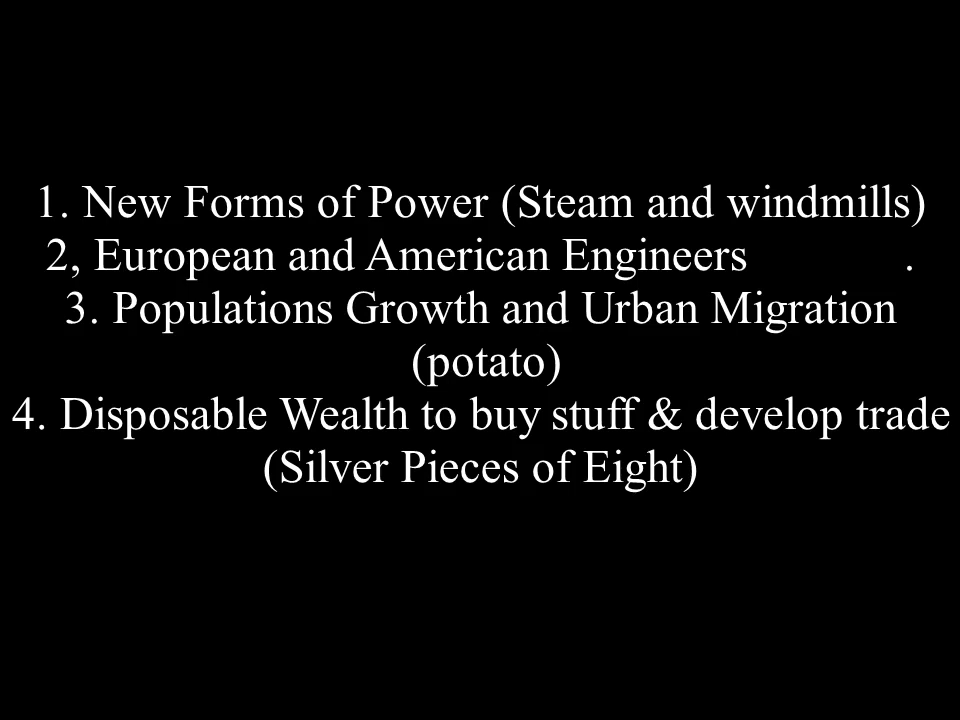 1. New Forms of Power (Steam and windmills)
2, European and American Engineers .
3. Populations Growth and Urban Migration
(potato)
4. Disposable Wealth to buy stuff & develop trade
(Silver Pieces of Eight)